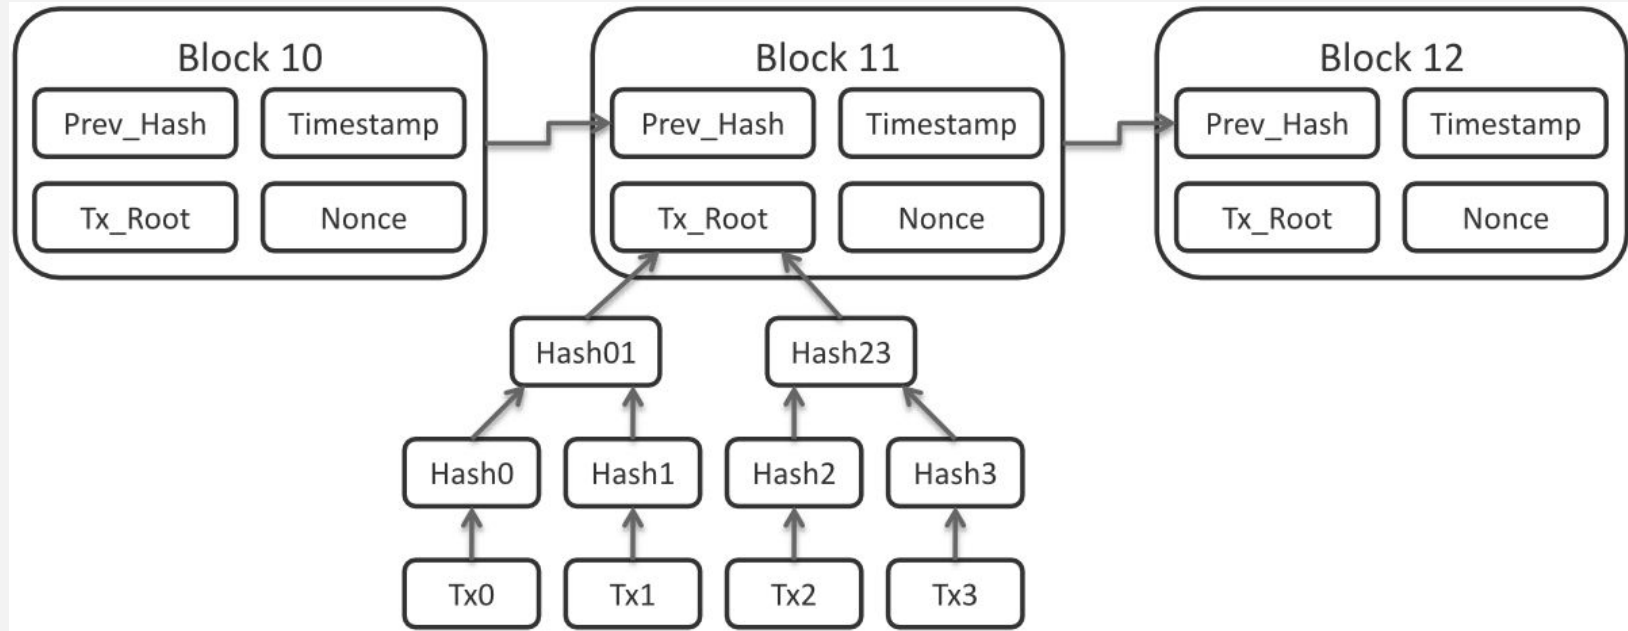 Block 10
Block 11
Block 12
Prev_Hash Timestamp
Prev_Hash Timestamp
Prev_Hash Timestamp
Tx_Root Nonce
Tx_Root Nonce
Tx_Root Nonce
Hash01 Hash23
Hash0 Hash1 Hash2 Hash3
Tx0 Tx1 Tx2 Tx3